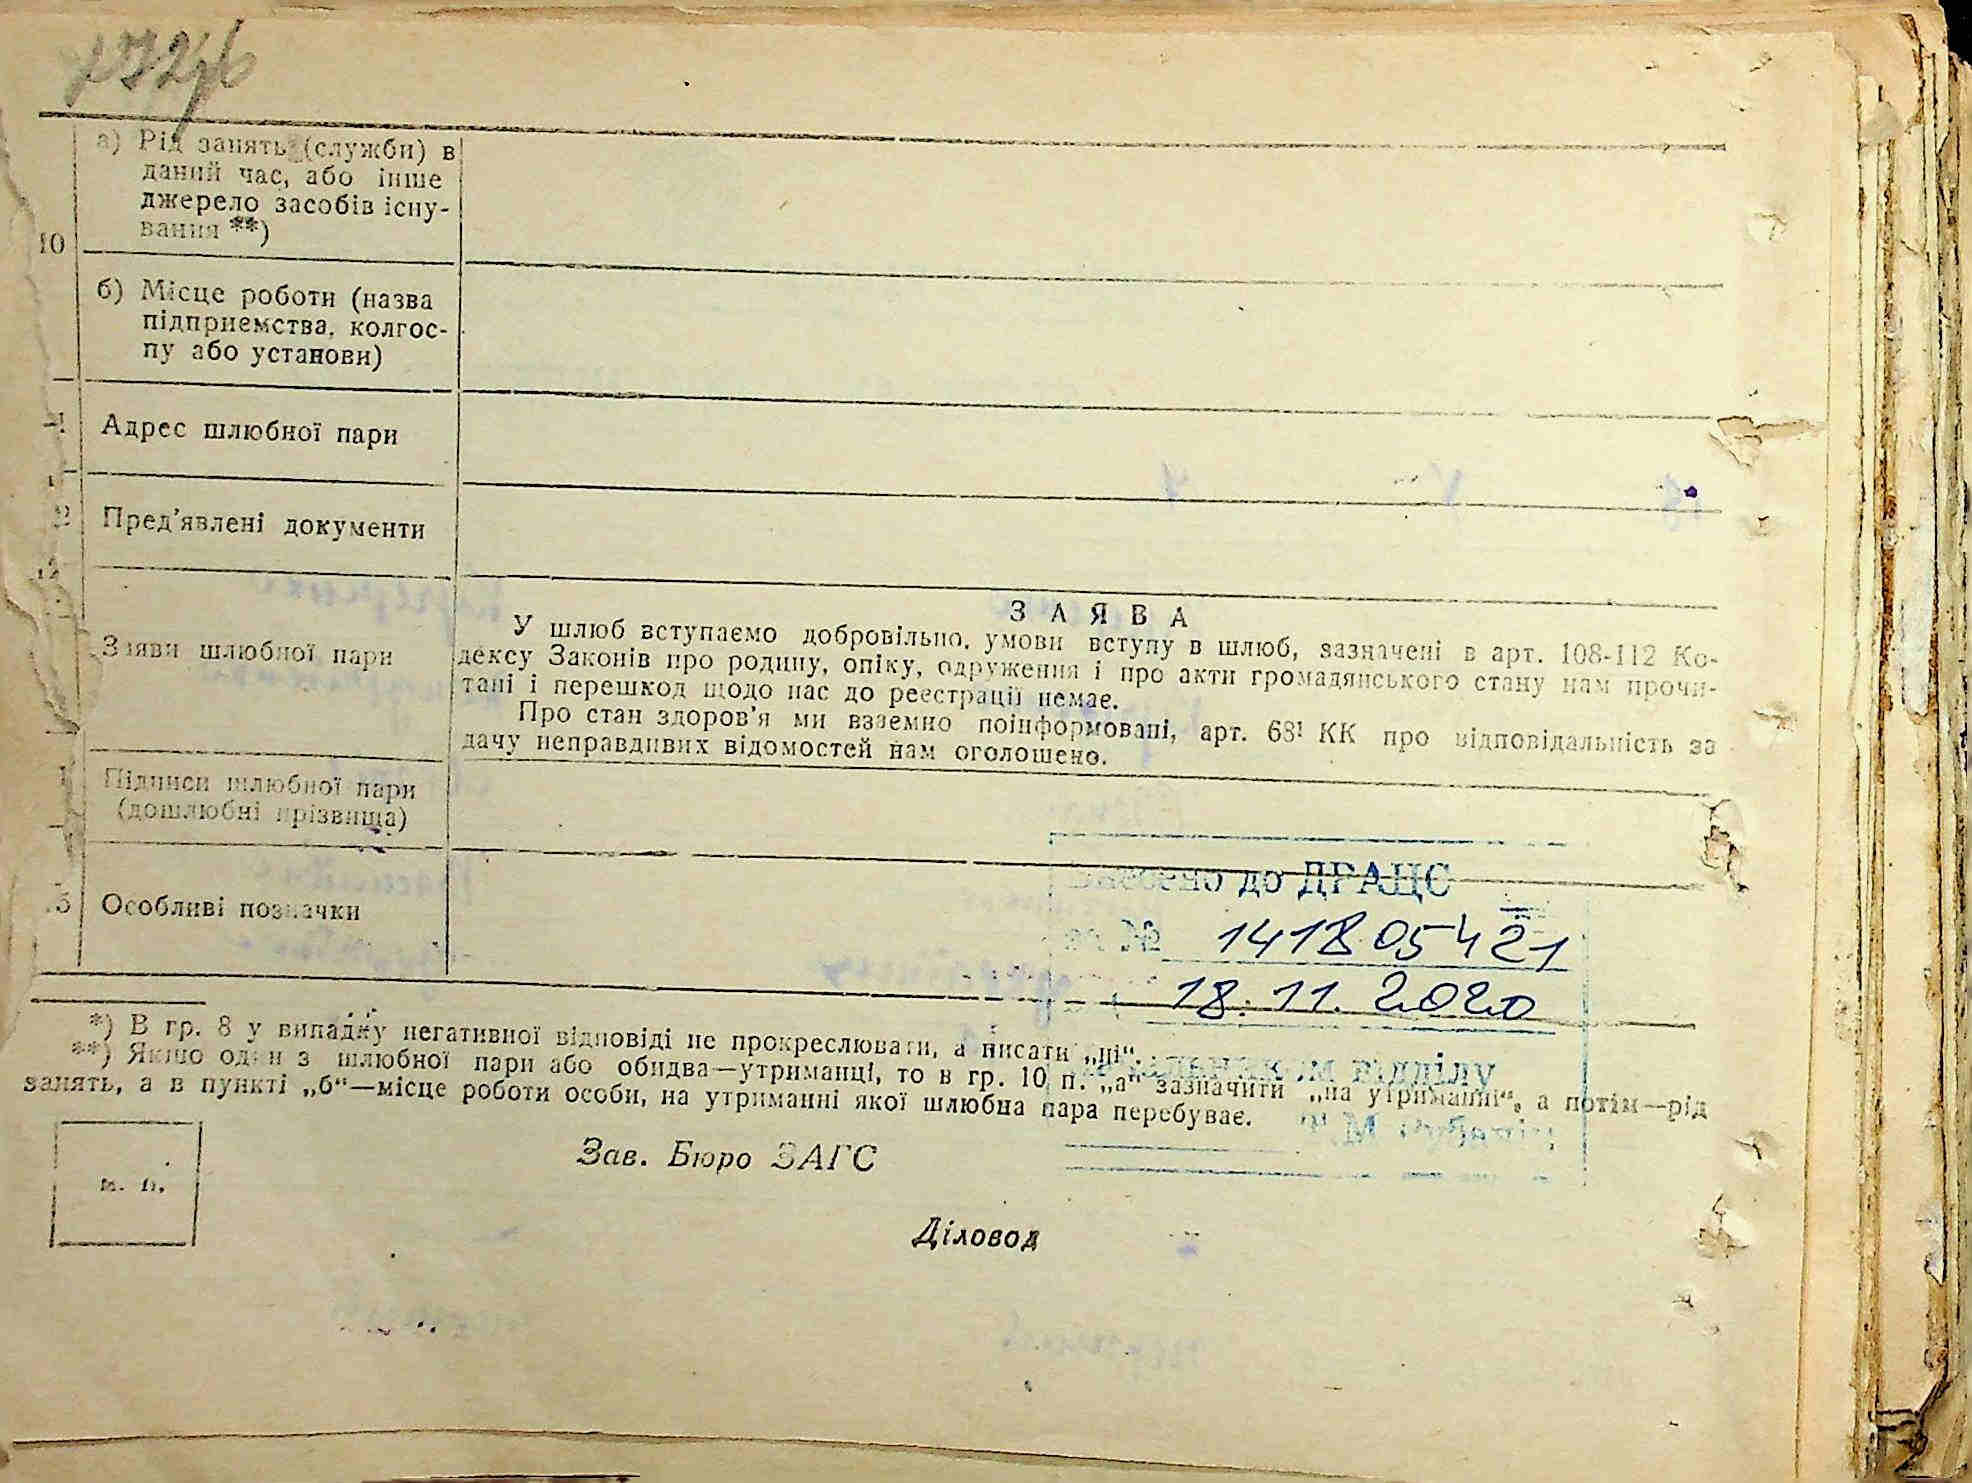 10
а) Рід занять (служби) в
даний час, або інше
джерело засобів існу-
вання **)
б) Місце роботи (назва
підприємства, колгос-
пу або установи)
Адрес шлюбної пари
Пред'явлені документи
Заяви шлюбної пари
ЗАЯВА
У шлюб вступаємо добровільно, умови вступу в шлюб, зазначені в арт. 108-112 Ко-
дексу Законів про родину, опіку, одруження і про акти громадянського стану нам прочи-
тані і перешкод щодо нас до реєстрації немає.
Про стан здоров'я ми взаємно поінформовані, арт. 68¹ КК про відповідальність за
дачу неправдивих відомостей нам оголошено.
Підписи шлюбної пари
(дошлюбні прізвища)
Особливі позначки
до ДРАЦС
№ 141805421
18.11.2020
відділу
*) В гр. 8 у випадку негативної відповіді не прокреслювати, а писати „ні“.
**) Якщо один з шлюбної пари або обидва—утриманці, то в гр. 10 п. „а“ зазначити „на утриманні“, а потім—рід
занять, а в пункті „б“—місце роботи особи, на утриманні якої шлюбна пара перебуває.
м. п.
Зав. Бюро ЗАГС
Діловод